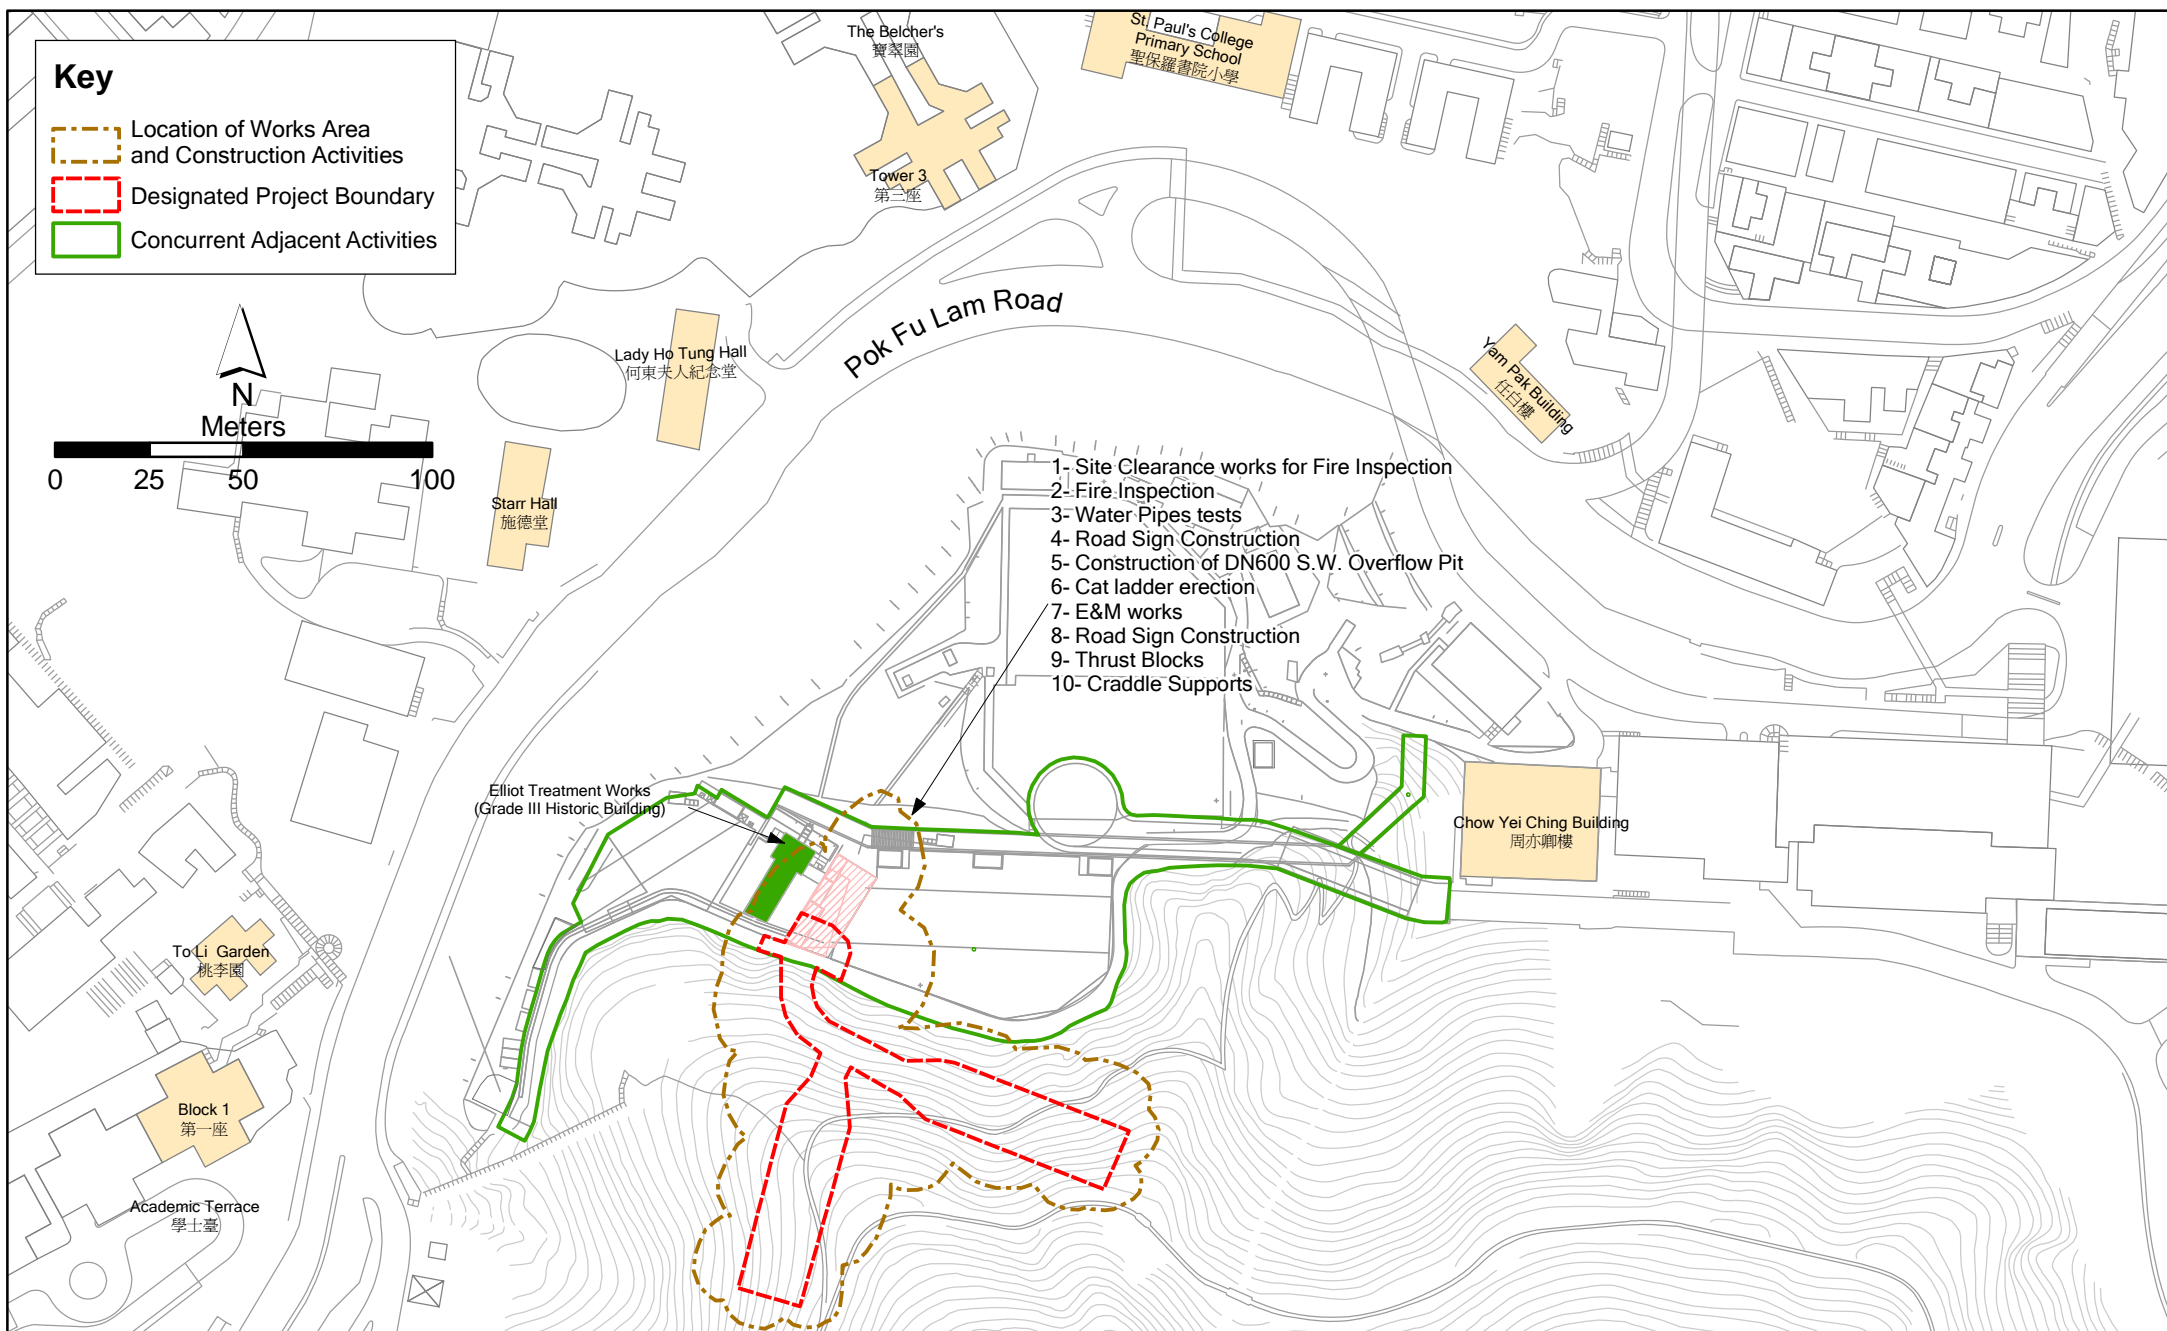 Key
Location of Works Area
and Construction Activities
Designated Project Boundary
Concurrent Adjacent Activities
N
Meters
0 25 50 100
The Belcher's
寶翠園
Tower 3
第三座
St. Paul's College
Primary School
聖保羅書院小學
Pok Fu Lam Road
Lady Ho Tung Hall
何東夫人紀念堂
Starr Hall
施德堂
Yam Pak Building
任白樓
1- Site Clearance works for Fire Inspection
2- Fire Inspection
3- Water Pipes tests
4- Road Sign Construction
5- Construction of DN600 S.W. Overflow Pit
6- Cat ladder erection
7- E&M works
8- Road Sign Construction
9- Thrust Blocks
10- Craddle Supports
Elliot Treatment Works
(Grade III Historic Building)
Chow Yei Ching Building
周亦卿樓
To Li Garden
桃李園
Block 1
第一座
Academic Terrace
學士臺